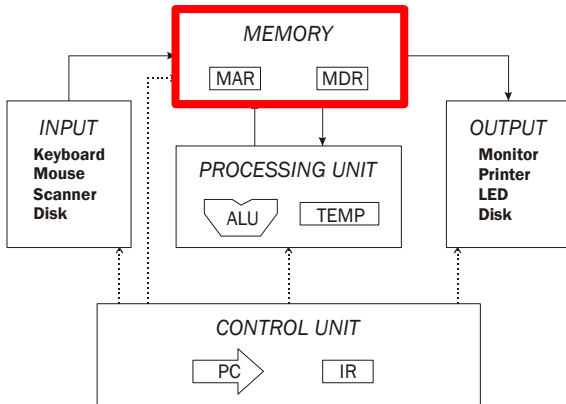 MEMORY
MAR
MDR
INPUT
Keyboard
Mouse
Scanner
Disk
PROCESSING UNIT
ALU
TEMP
OUTPUT
Monitor
Printer
LED
Disk
CONTROL UNIT
PC
IR